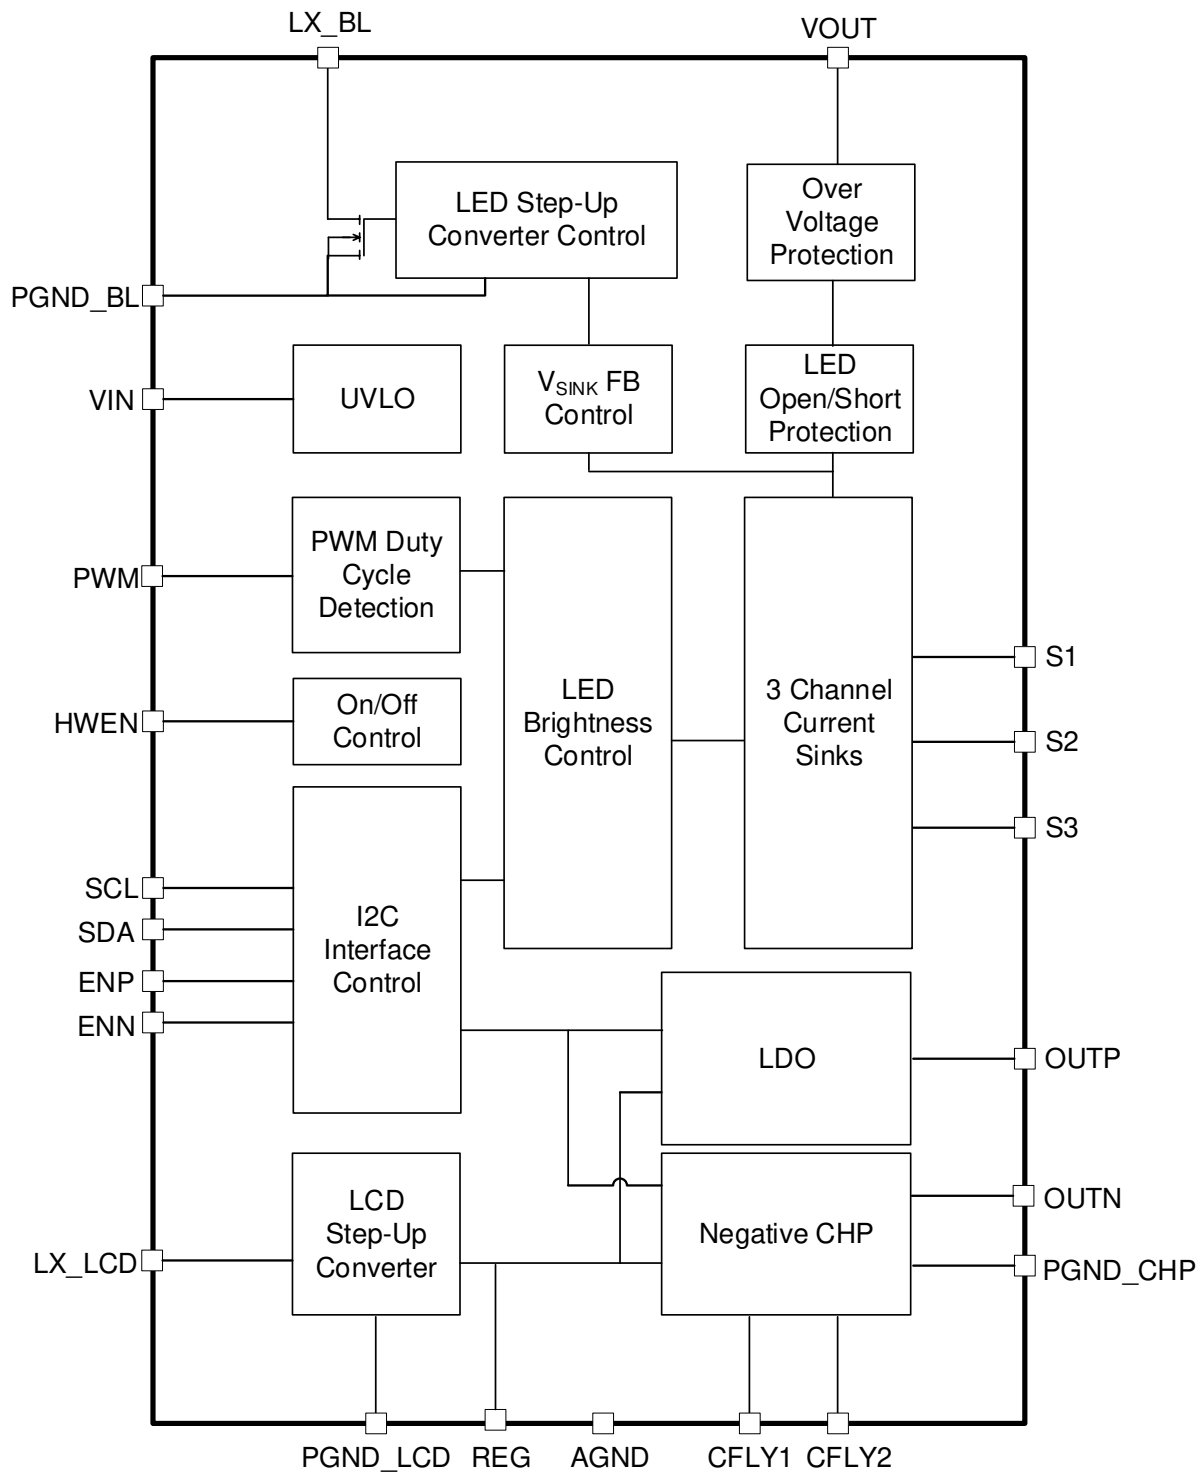 LX_BL
VOUT
LED Step-Up
Converter Control
Over
Voltage
Protection
PGND_BL
VIN
UVLO
VSINK FB
Control
LED
Open/Short
Protection
PWM
PWM Duty
Cycle
Detection
HWEN
On/Off
Control
LED
Brightness
Control
3 Channel
Current
Sinks
S1
S2
S3
SCL
SDA
ENP
ENN
I2C
Interface
Control
LDO
OUTP
LX_LCD
LCD
Step-Up
Converter
Negative CHP
OUTN
PGND_CHP
PGND_LCD
REG
AGND
CFLY1
CFLY2